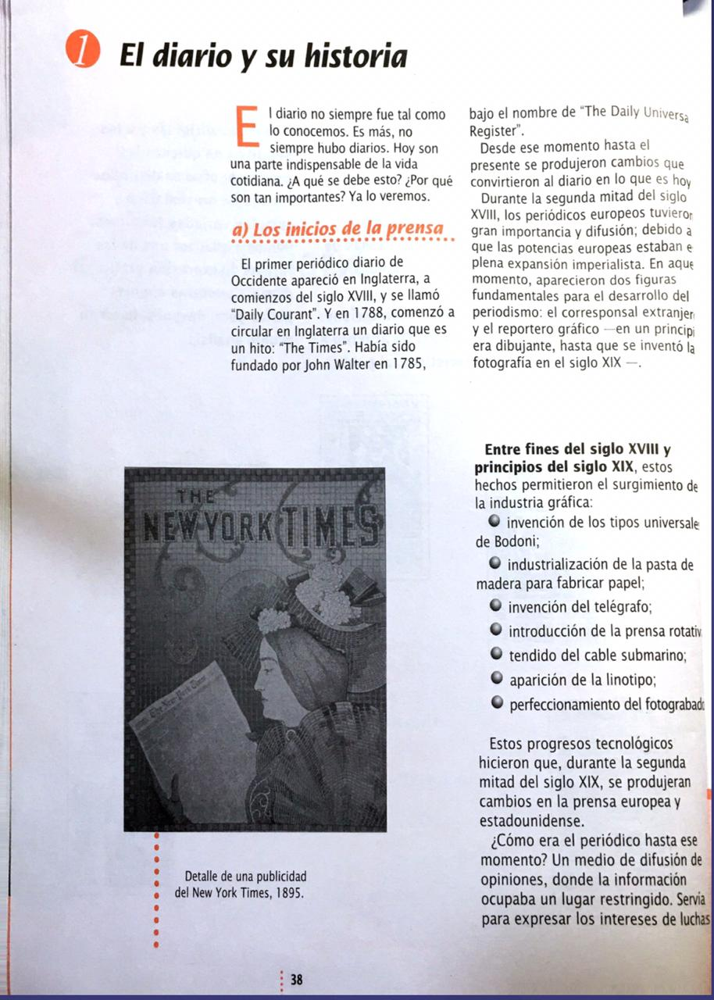 1 El diario y su historia
El diario no siempre fue tal como
lo conocemos. Es más, no
siempre hubo diarios. Hoy son
una parte indispensable de la vida
cotidiana. ¿A qué se debe esto? ¿Por qué
son tan importantes? Ya lo veremos.
a) Los inicios de la prensa
El primer periódico diario de
Occidente apareció en Inglaterra, a
comienzos del siglo XVIII, y se llamó
“Daily Courant”. Y en 1788, comenzó a
circular en Inglaterra un diario que es
un hito: “The Times”. Había sido
fundado por John Walter en 1785,
bajo el nombre de “The Daily Universa
Register”.
Desde ese momento hasta el
presente se produjeron cambios que
convirtieron al diario en lo que es hoy
Durante la segunda mitad del siglo
XVIII, los periódicos europeos tuvieror
gran importancia y difusión; debido a
que las potencias europeas estaban e
plena expansión imperialista. En aque
momento, aparecieron dos figuras
fundamentales para el desarrollo del
periodismo: el corresponsal extranjer
y el reportero gráfico —en un principi
era dibujante, hasta que se inventó la
fotografía en el siglo XIX —.
Entre fines del siglo XVIII y
principios del siglo XIX, estos
hechos permitieron el surgimiento de
la industria gráfica:
● invención de los tipos universale
de Bodoni;
● industrialización de la pasta de
madera para fabricar papel;
● invención del telégrafo;
● introducción de la prensa rotativ
● tendido del cable submarino;
● aparición de la linotipo;
● perfeccionamiento del fotograbado
Estos progresos tecnológicos
hicieron que, durante la segunda
mitad del siglo XIX, se produjeran
cambios en la prensa europea y
estadounidense.
¿Cómo era el periódico hasta ese
momento? Un medio de difusión de
opiniones, donde la información
ocupaba un lugar restringido. Servía
para expresar los intereses de luchas
THE
NEW YORK TIMES
The New York Times
Detalle de una publicidad
del New York Times, 1895.
38